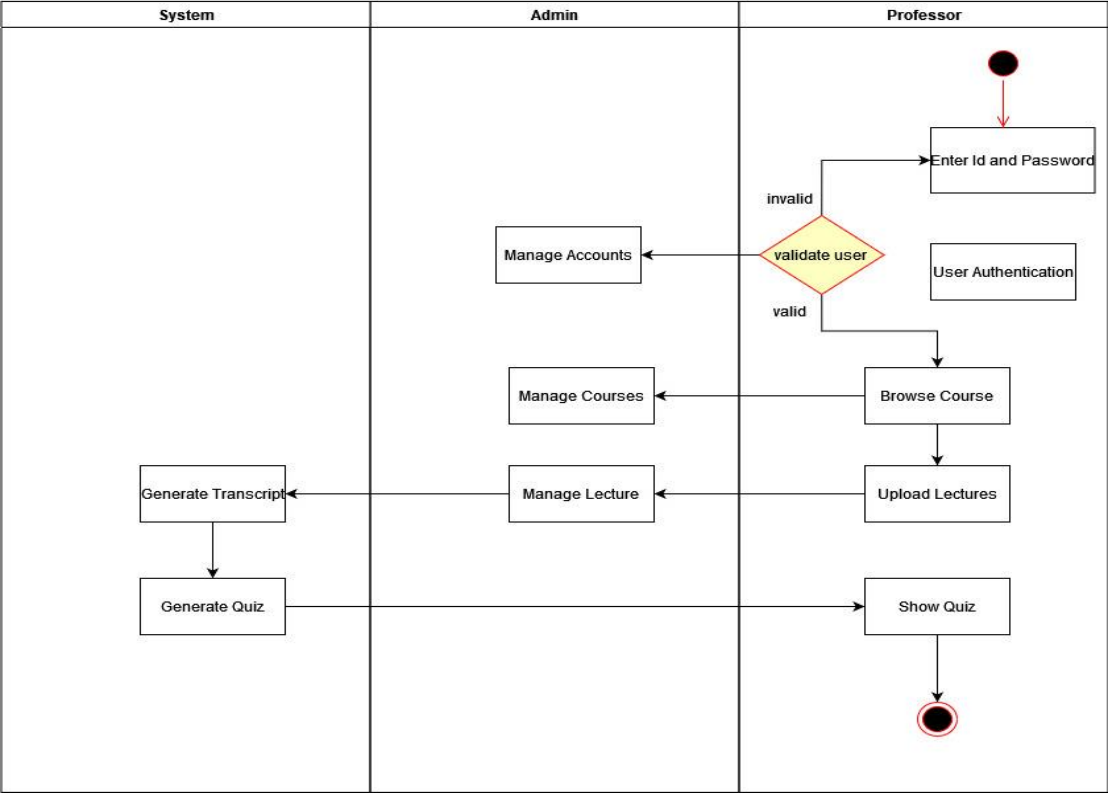 System
Admin
Professor
Enter Id and Password
invalid
Manage Accounts
validate user
User Authentication
valid
Manage Courses
Browse Course
Generate Transcript
Manage Lecture
Upload Lectures
Generate Quiz
Show Quiz